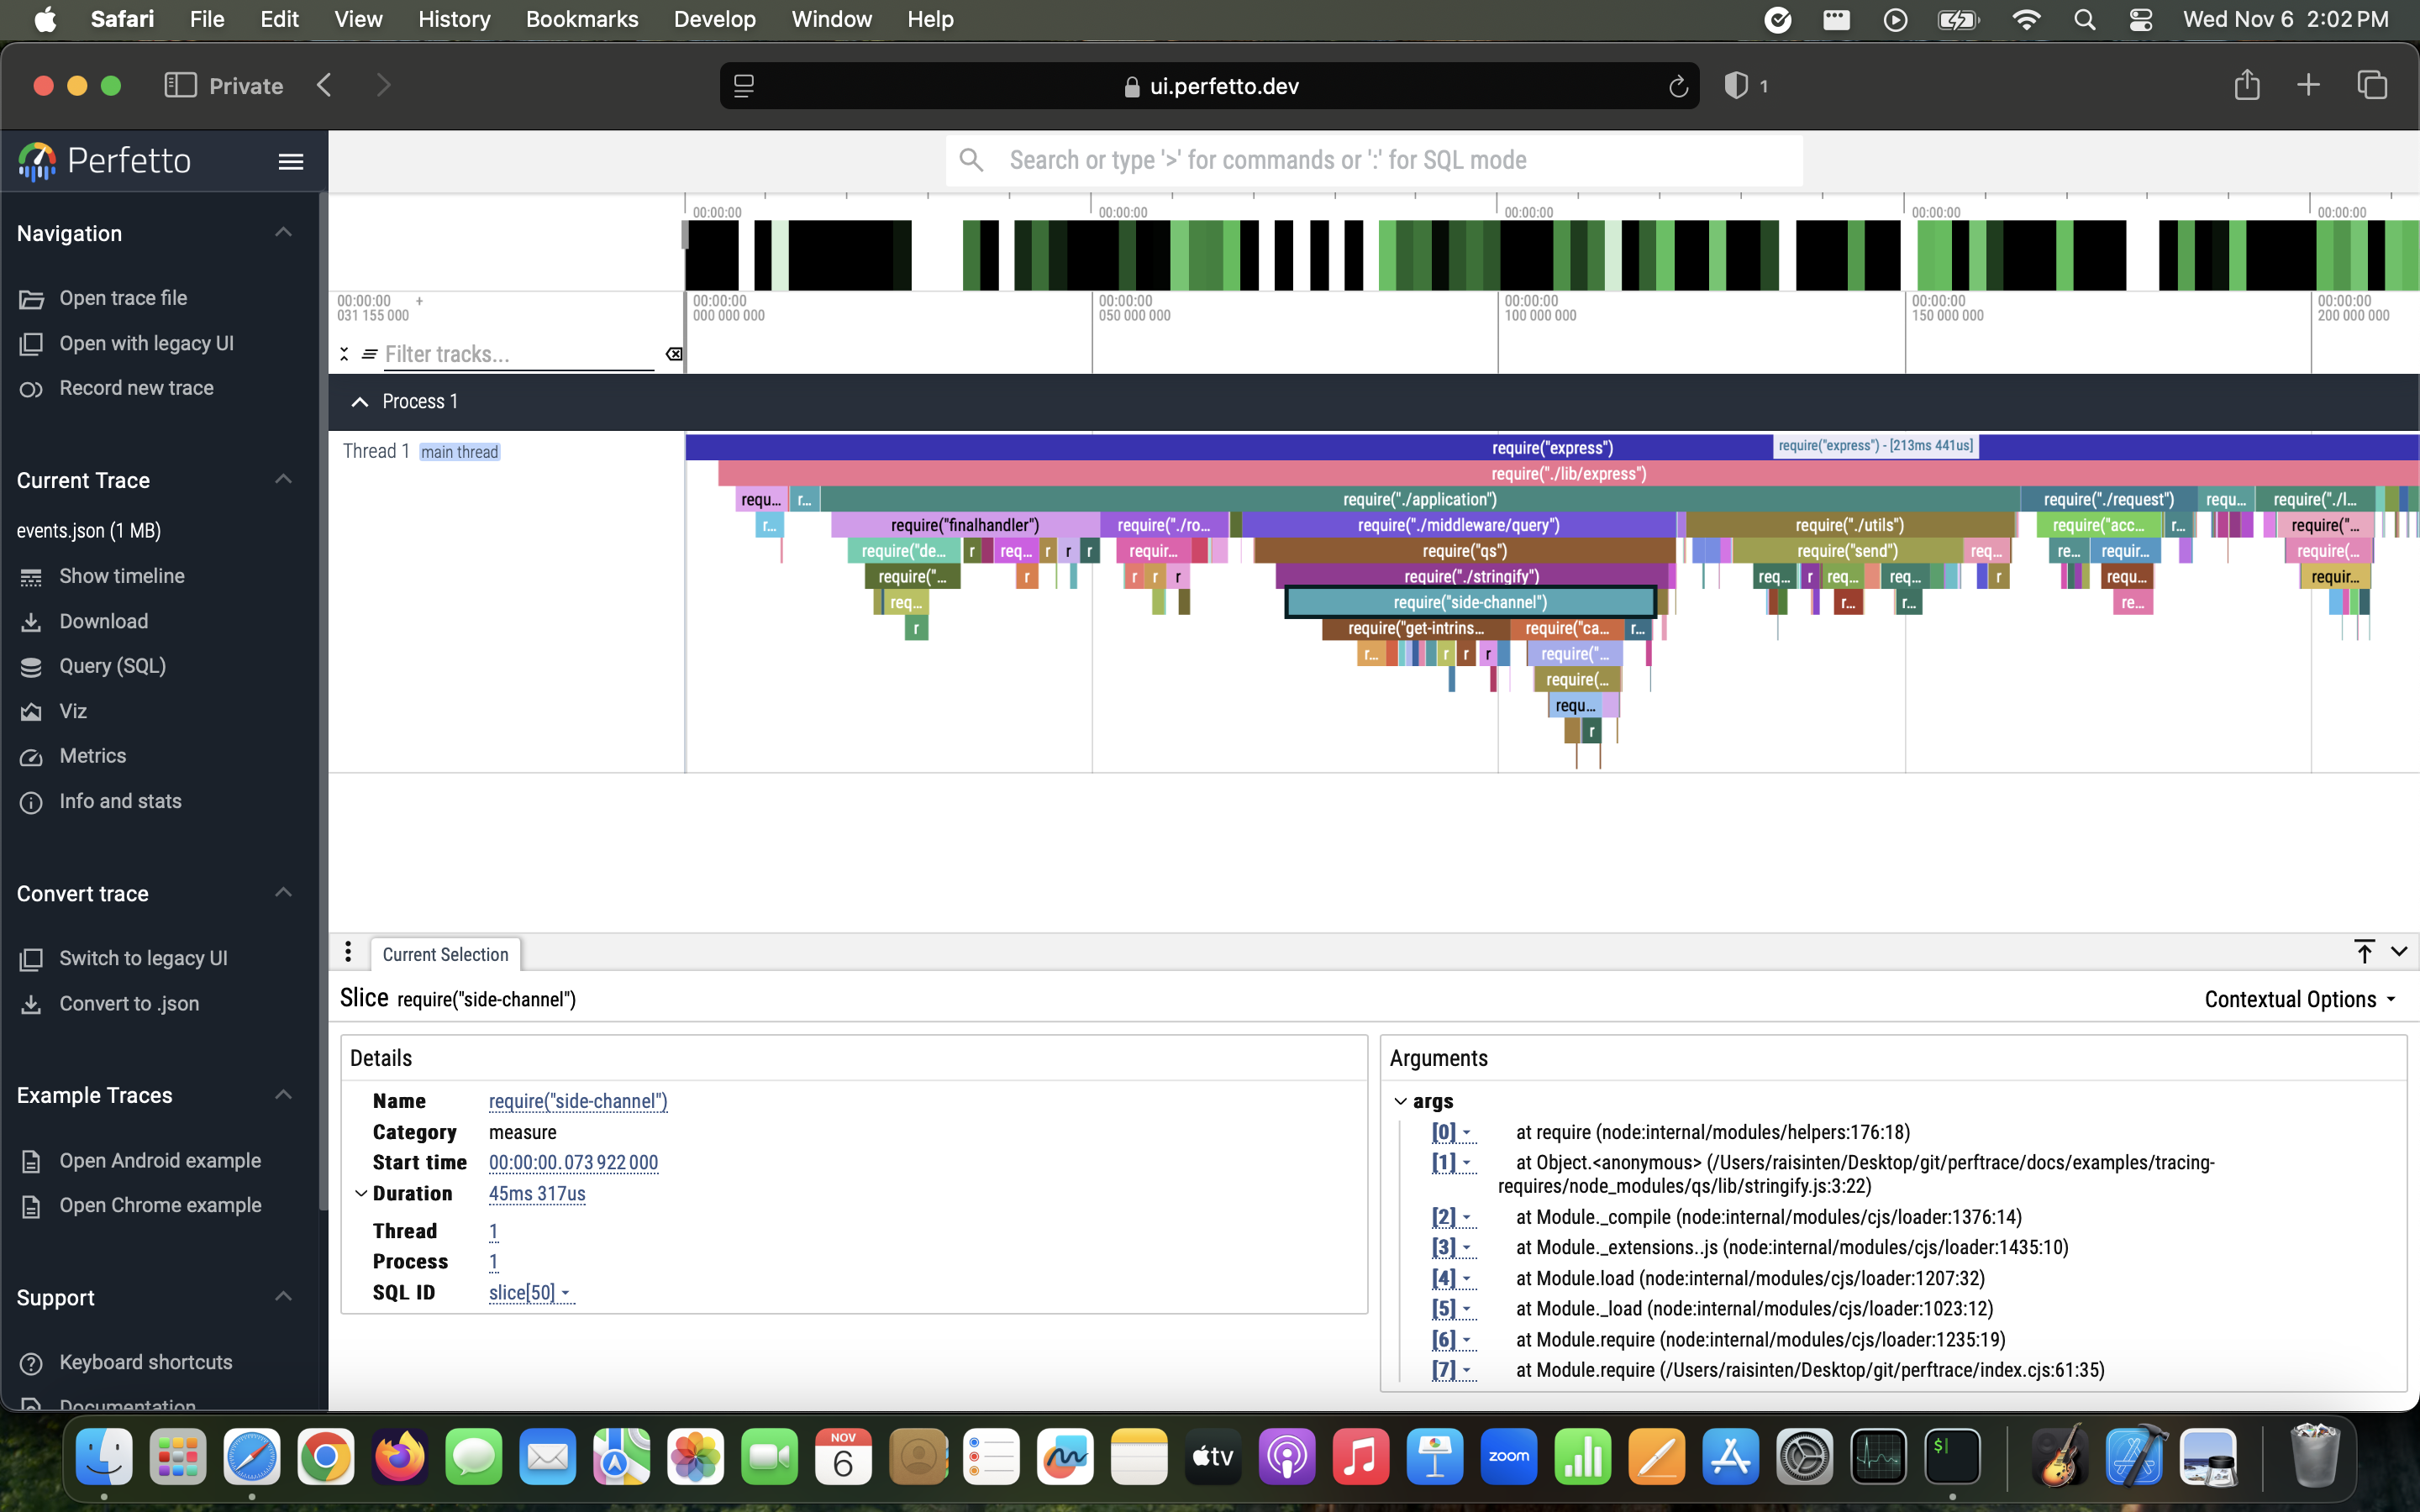 Safari File Edit View History Bookmarks Develop Window Help Wed Nov 6 2:02 PM
Private ui.perfetto.dev 1
Perfetto
Search or type '>' for commands or ':' for SQL mode
Navigation
Open trace file
Open with legacy UI
Record new trace
Current Trace
events.json (1 MB)
Show timeline
Download
Query (SQL)
Viz
Metrics
Info and stats
Convert trace
Switch to legacy UI
Convert to .json
Example Traces
Open Android example
Open Chrome example
Support
Keyboard shortcuts
Documentation
00:00:00 00:00:00 00:00:00 00:00:00 00:00:00
00:00:00 + 00:00:00 00:00:00 00:00:00 00:00:00 00:00:00
031 155 000 000 000 000 050 000 000 100 000 000 150 000 000 200 000 000
Filter tracks...
Process 1
Thread 1 main thread
require("express") require("express") - [213ms 441us]
require("./lib/express")
requ... r... require("./application") require("./request") requ... require("./l...
r... require("finalhandler") require("./ro... require("./middleware/query") require("./utils") require("acc... r... require("...
require("de... r req... r r r requir... require("qs") require("send") req... re... requir... require(...
require("... r r r r require("./stringify") req... r req... req... r requ... requir...
req... require("side-channel") r... r... re...
r require("get-intrins... require("ca... r...
r... r r r require("...
require(...
requ...
r
Current Selection
Slice require("side-channel") Contextual Options
Details
Name require("side-channel")
Category measure
Start time 00:00:00.073 922 000
Duration 45ms 317us
Thread 1
Process 1
SQL ID slice[50]
Arguments
args
[0] at require (node:internal/modules/helpers:176:18)
[1] at Object.<anonymous> (/Users/raisinten/Desktop/git/perftrace/docs/examples/tracing-
requires/node_modules/qs/lib/stringify.js:3:22)
[2] at Module._compile (node:internal/modules/cjs/loader:1376:14)
[3] at Module._extensions..js (node:internal/modules/cjs/loader:1435:10)
[4] at Module.load (node:internal/modules/cjs/loader:1207:32)
[5] at Module._load (node:internal/modules/cjs/loader:1023:12)
[6] at Module.require (node:internal/modules/cjs/loader:1235:19)
[7] at Module.require (/Users/raisinten/Desktop/git/perftrace/index.cjs:61:35)
NOV
6
tv
zoom
$